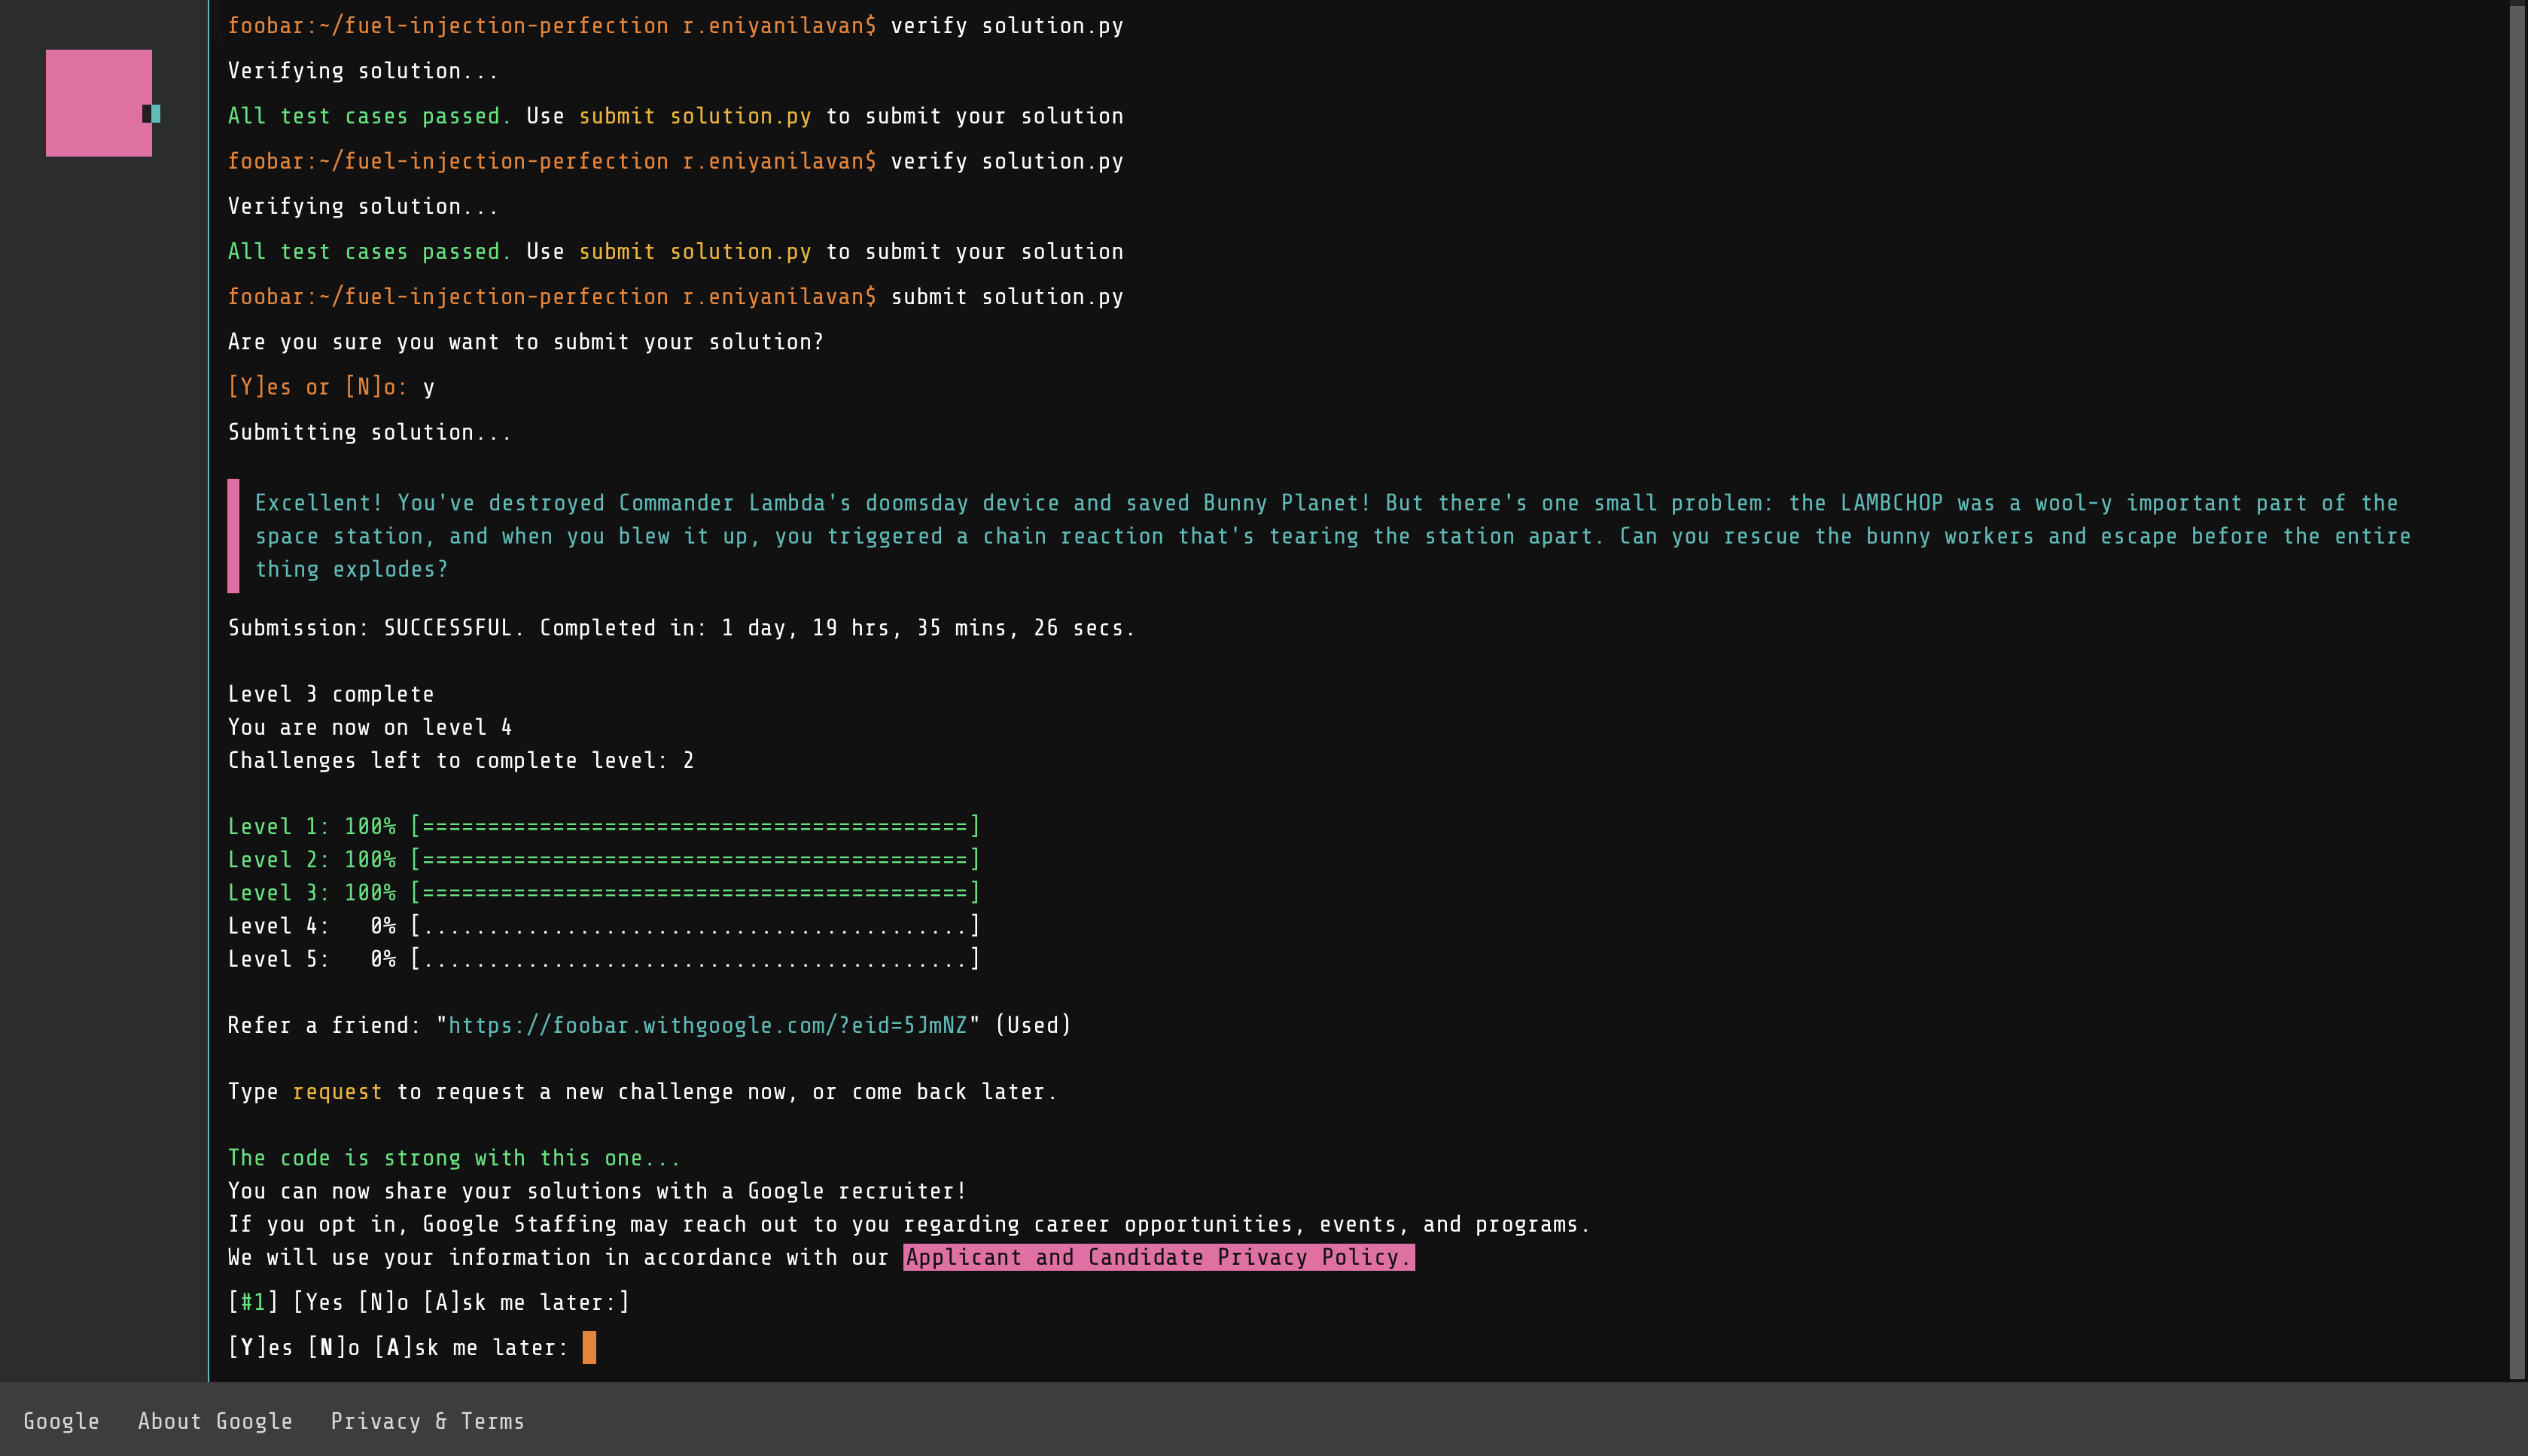 foobar:~/fuel-injection-perfection r.eniyanilavan$ verify solution.py
Verifying solution...
All test cases passed. Use submit solution.py to submit your solution
foobar:~/fuel-injection-perfection r.eniyanilavan$ verify solution.py
Verifying solution...
All test cases passed. Use submit solution.py to submit your solution
foobar:~/fuel-injection-perfection r.eniyanilavan$ submit solution.py
Are you sure you want to submit your solution?
[Y]es or [N]o: y
Submitting solution...
Excellent! You've destroyed Commander Lambda's doomsday device and saved Bunny Planet! But there's one small problem: the LAMBCHOP was a wool-y important part of the
space station, and when you blew it up, you triggered a chain reaction that's tearing the station apart. Can you rescue the bunny workers and escape before the entire
thing explodes?
Submission: SUCCESSFUL. Completed in: 1 day, 19 hrs, 35 mins, 26 secs.
Level 3 complete
You are now on level 4
Challenges left to complete level: 2
Level 1: 100% [==========================================]
Level 2: 100% [==========================================]
Level 3: 100% [==========================================]
Level 4:   0% [..........................................]
Level 5:   0% [..........................................]
Refer a friend: "https://foobar.withgoogle.com/?eid=5JmNZ" (Used)
Type request to request a new challenge now, or come back later.
The code is strong with this one...
You can now share your solutions with a Google recruiter!
If you opt in, Google Staffing may reach out to you regarding career opportunities, events, and programs.
We will use your information in accordance with our Applicant and Candidate Privacy Policy.
[#1] [Yes [N]o [A]sk me later:]
[Y]es [N]o [A]sk me later:
Google About Google Privacy & Terms